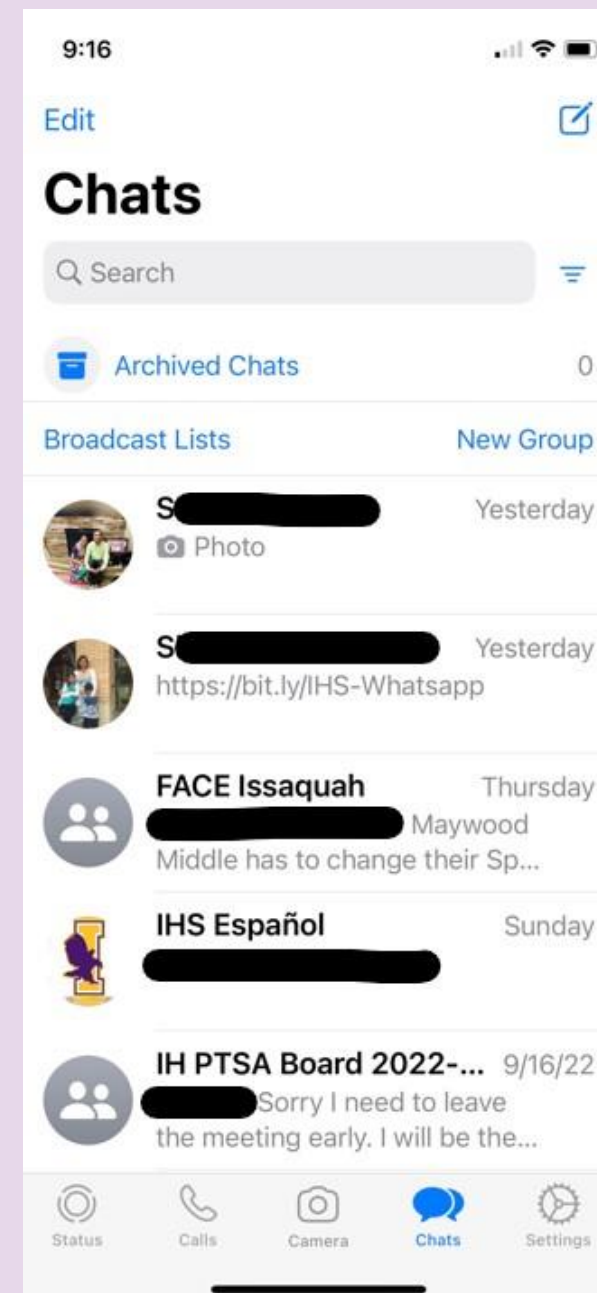 9:16
Edit
Chats
Search
Archived Chats 0
Broadcast Lists New Group
S Yesterday
Photo
S Yesterday
https://bit.ly/IHS-Whatsapp
FACE Issaquah Thursday
Maywood
Middle has to change their Sp...
IHS Español Sunday
IH PTSA Board 2022-... 9/16/22
Sorry I need to leave
the meeting early. I will be the...
Status Calls Camera Chats Settings